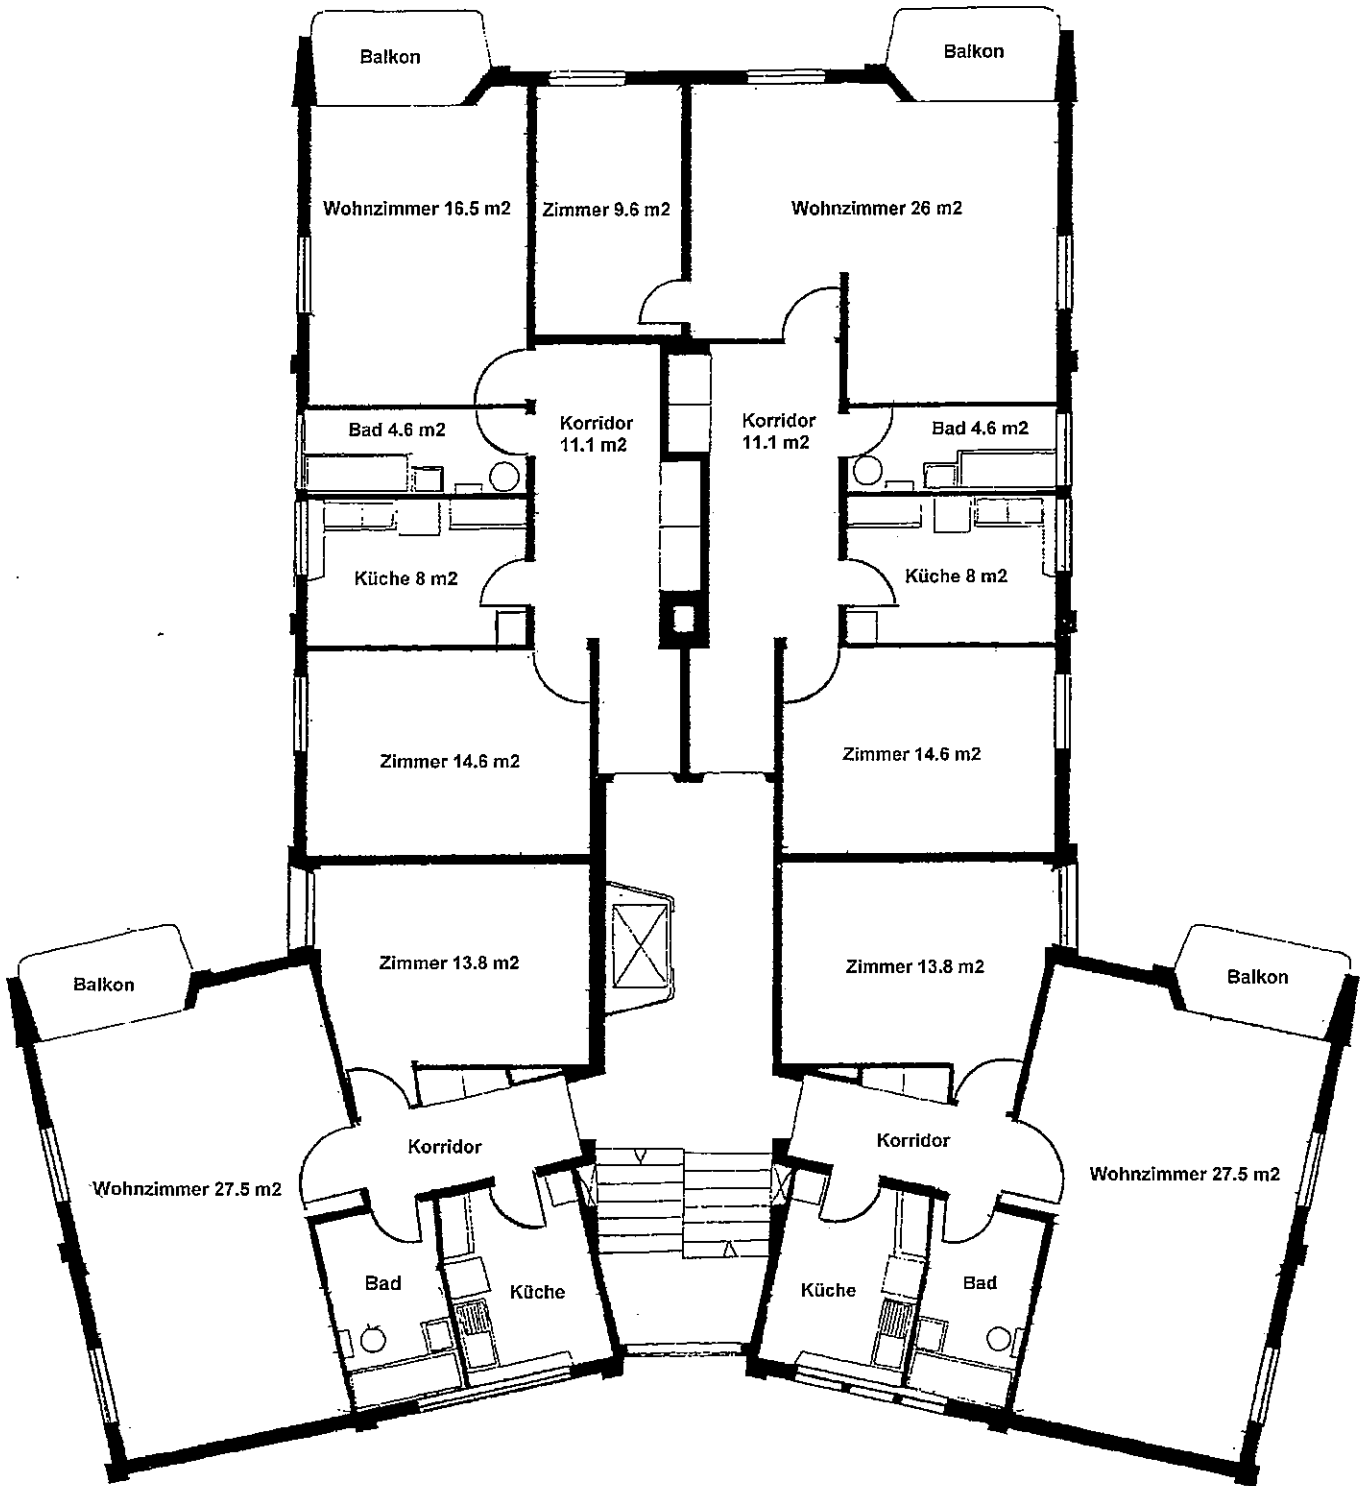 Balkon
Balkon
Wohnzimmer 16.5 m2
Zimmer 9.6 m2
Wohnzimmer 26 m2
Bad 4.6 m2
Korridor
11.1 m2
Korridor
11.1 m2
Bad 4.6 m2
Küche 8 m2
Küche 8 m2
Zimmer 14.6 m2
Zimmer 14.6 m2
Zimmer 13.8 m2
Zimmer 13.8 m2
Balkon
Balkon
Korridor
Korridor
Wohnzimmer 27.5 m2
Wohnzimmer 27.5 m2
Bad
Küche
Küche
Bad